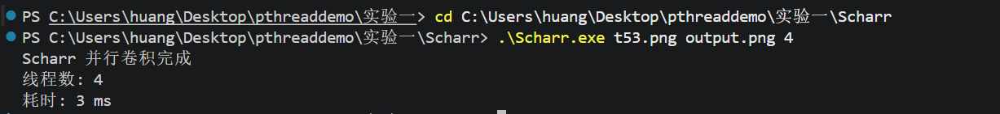 PS C:\Users\huang\Desktop\pthreaddemo\实验一> cd C:\Users\huang\Desktop\pthreaddemo\实验一\Scharr
PS C:\Users\huang\Desktop\pthreaddemo\实验一\Scharr> .\Scharr.exe t53.png output.png 4
Scharr 并行卷积完成
线程数: 4
耗时: 3 ms